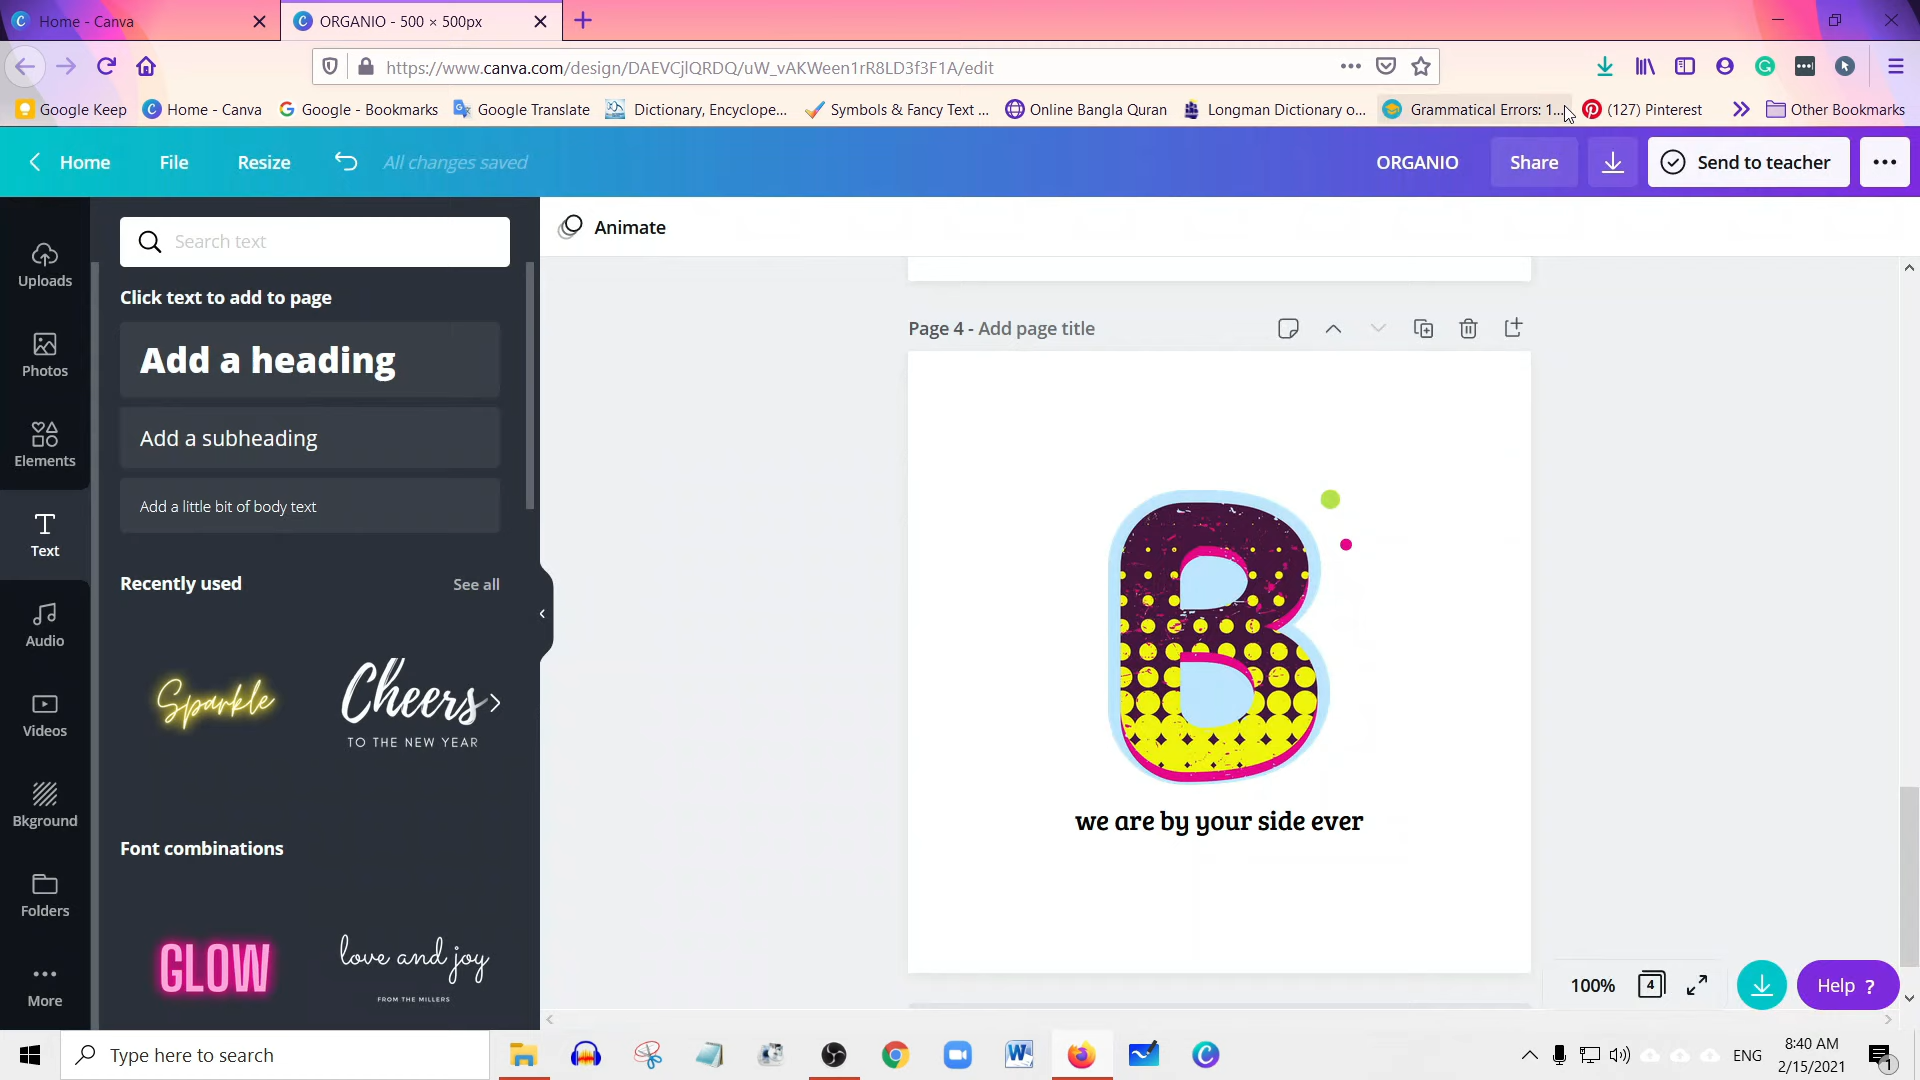 Home - Canva
ORGANIO - 500 × 500px
https://www.canva.com/design/DAEVCjlQRDQ/uW_vAKWeen1rR8LD3f3F1A/edit
Google Keep
Home - Canva
Google - Bookmarks
Google Translate
Dictionary, Encyclope...
Symbols & Fancy Text ...
Online Bangla Quran
Longman Dictionary o...
Grammatical Errors: 1...
(127) Pinterest
Other Bookmarks
Home
File
Resize
All changes saved
ORGANIO
Share
Send to teacher
Uploads
Photos
Elements
Text
Audio
Videos
Bkground
Folders
More
Search text
Click text to add to page
Add a heading
Add a subheading
Add a little bit of body text
Recently used
See all
Sparkle
Cheers
TO THE NEW YEAR
Font combinations
GLOW
love and joy
FROM THE MILLERS
Animate
Page 4 - Add page title
B
we are by your side ever
100%
4
Help ?
Type here to search
ENG
8:40 AM
2/15/2021
1